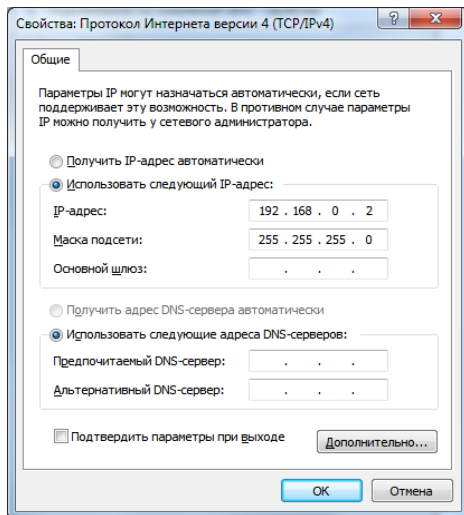 Свойства: Протокол Интернета версии 4 (TCP/IPv4)
Общие
Параметры IP могут назначаться автоматически, если сеть
поддерживает эту возможность. В противном случае параметры
IP можно получить у сетевого администратора.
Получить IP-адрес автоматически
Использовать следующий IP-адрес:
IP-адрес: 192 . 168 . 0 . 2
Маска подсети: 255 . 255 . 255 . 0
Основной шлюз: . . .
Получить адрес DNS-сервера автоматически
Использовать следующие адреса DNS-серверов:
Предпочитаемый DNS-сервер: . . .
Альтернативный DNS-сервер: . . .
Подтвердить параметры при выходе
Дополнительно...
ОК
Отмена